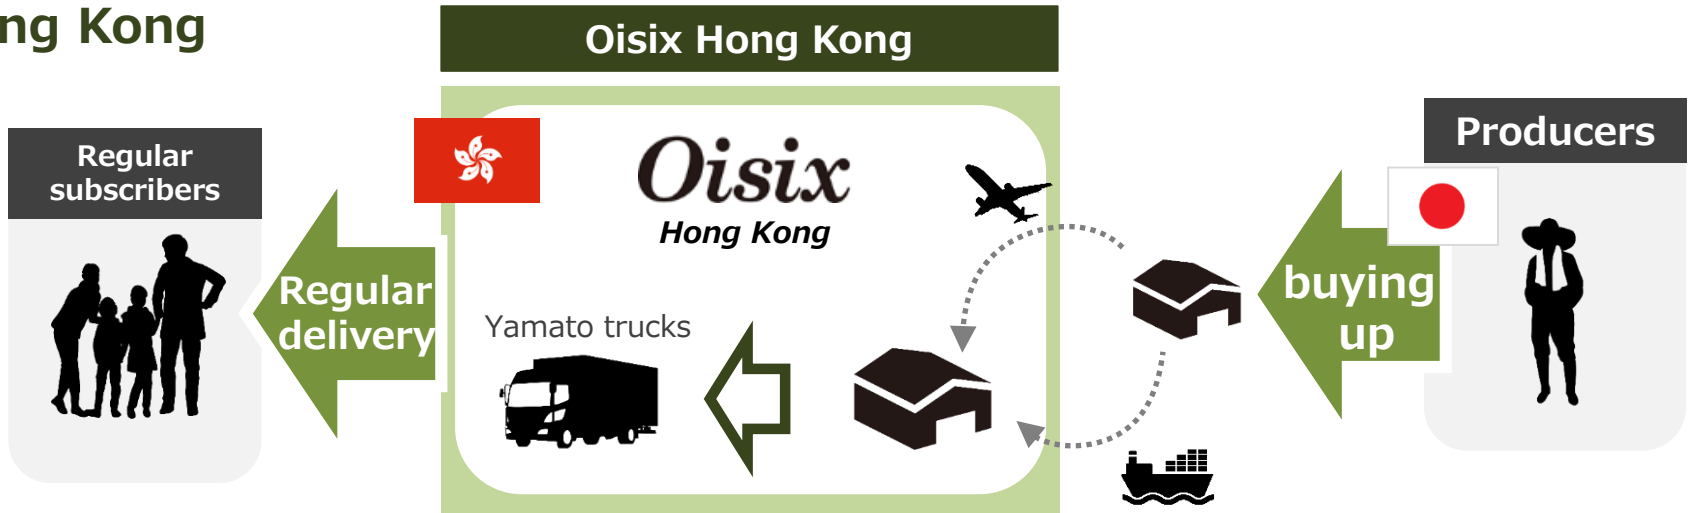 ng Kong
Oisix Hong Kong
Regular
subscribers
Producers
Oisix
Hong Kong
Regular
delivery
Yamato trucks
buying
up